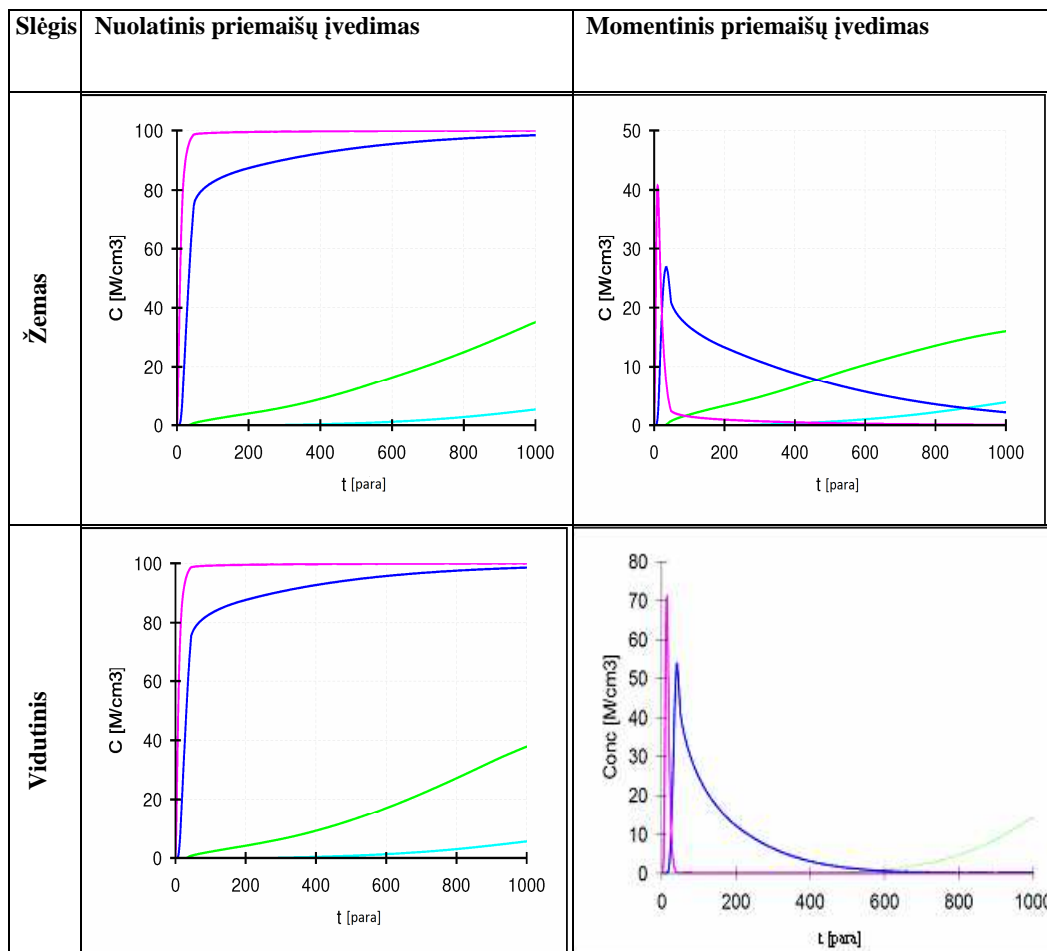 Slėgis Nuolatinis priemaišų įvedimas Momentinis priemaišų įvedimas
Žemas
100
80
60
40
20
0
C [M/cm3]
0 200 400 600 800 1000
t [para]
50
40
30
20
10
0
C [M/cm3]
0 200 400 600 800 1000
t [para]
Vidutinis
100
80
60
40
20
0
C [M/cm3]
0 200 400 600 800 1000
t [para]
80
70
60
50
40
30
20
10
0
Conc [M/cm3]
0 200 400 600 800 1000
t [para]